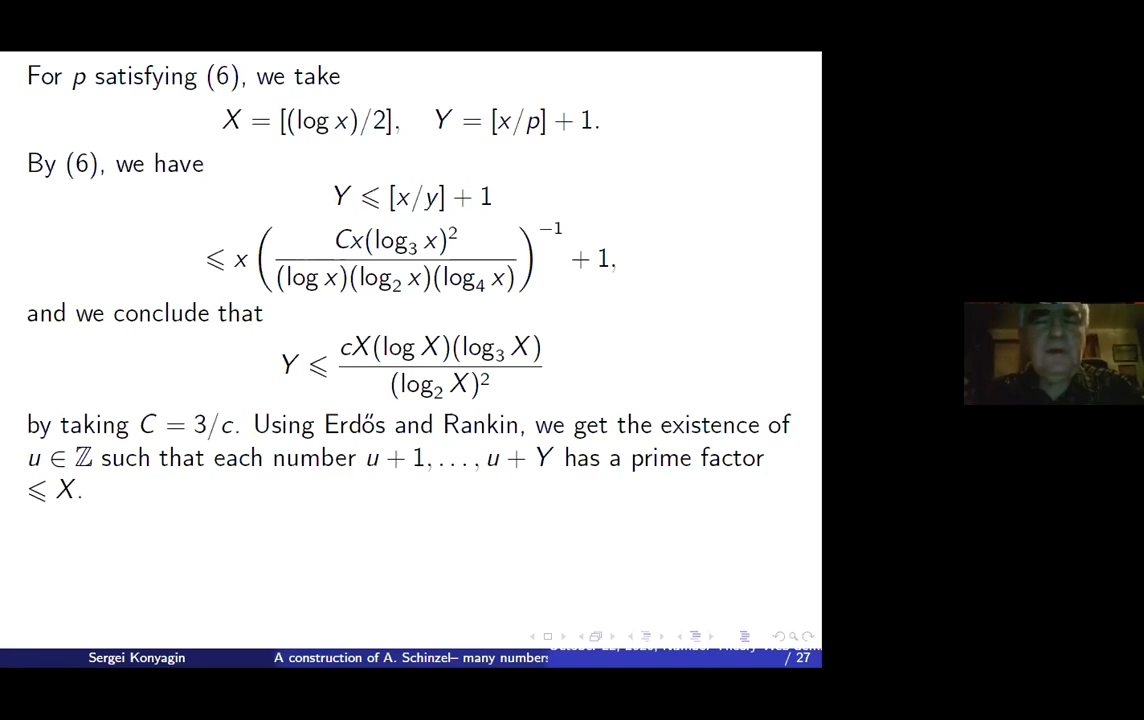 For p satisfying (6), we take
X = [(log x)/2], Y = [x/p] + 1.
By (6), we have
Y ⩽ [x/y] + 1
⩽ x ( Cx(log₃ x)² / (log x)(log₂ x)(log₄ x) )⁻¹ + 1,
and we conclude that
Y ⩽ cX(log X)(log₃ X) / (log₂ X)²
by taking C = 3/c. Using Erdős and Rankin, we get the existence of
u ∈ ℤ such that each number u + 1, . . . , u + Y has a prime factor
⩽ X.
Sergei Konyagin A construction of A. Schinzel– many numbers
/ 27